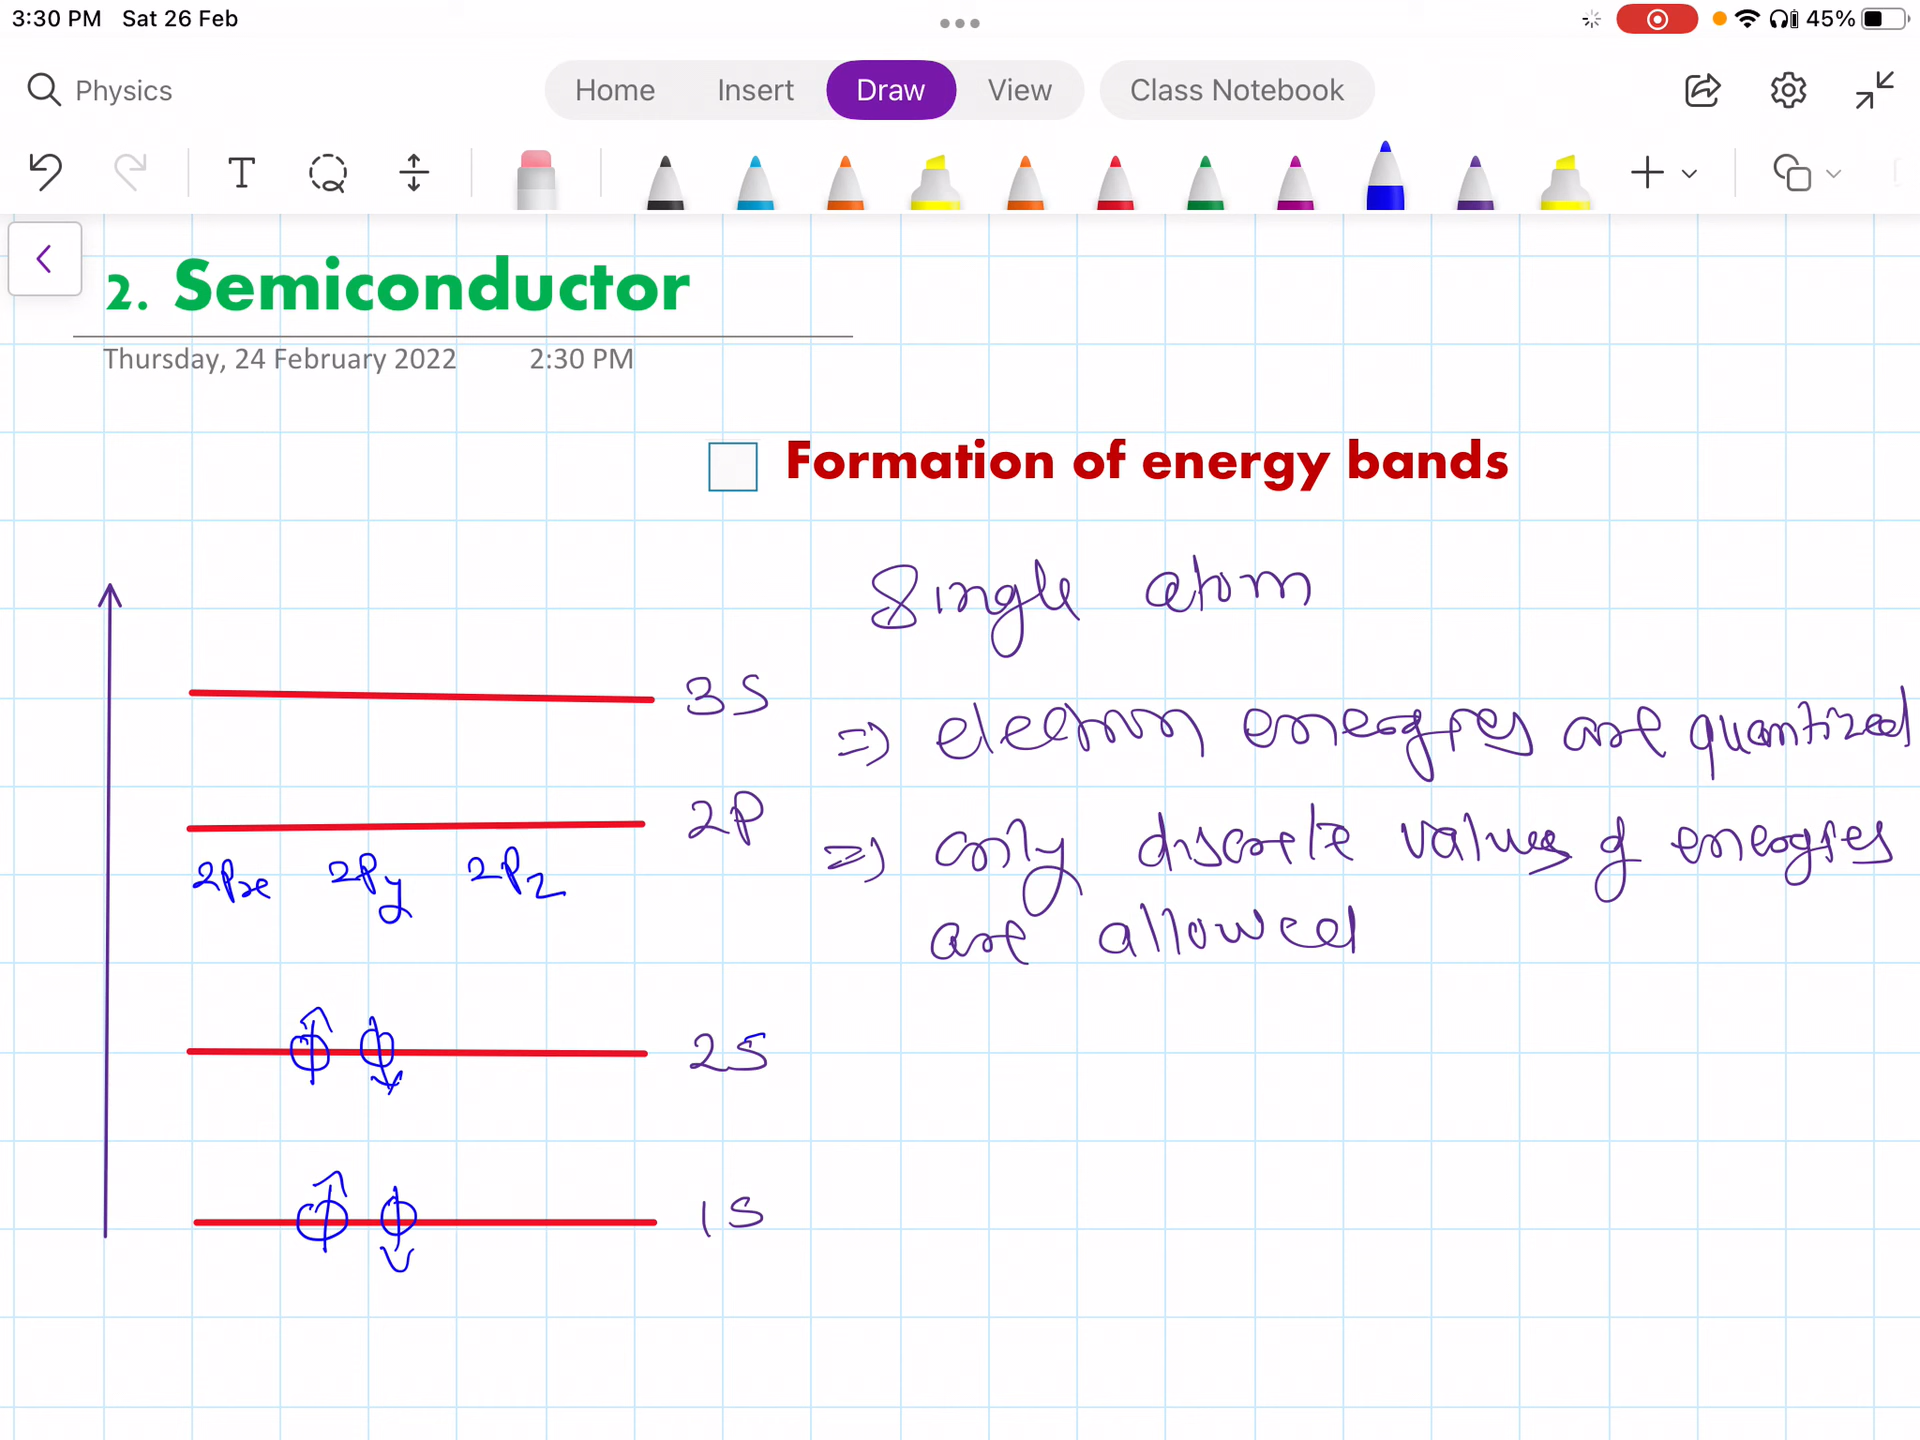 3:30 PM Sat 26 Feb
45%
Physics
Home Insert Draw View Class Notebook
T
2. Semiconductor
Thursday, 24 February 2022 2:30 PM
Formation of energy bands
Single atom
3S
⇒ electron energies are quantized
2P
⇒ only discrete values of energies
2Px 2Py 2Pz
are allowed
2S
1S